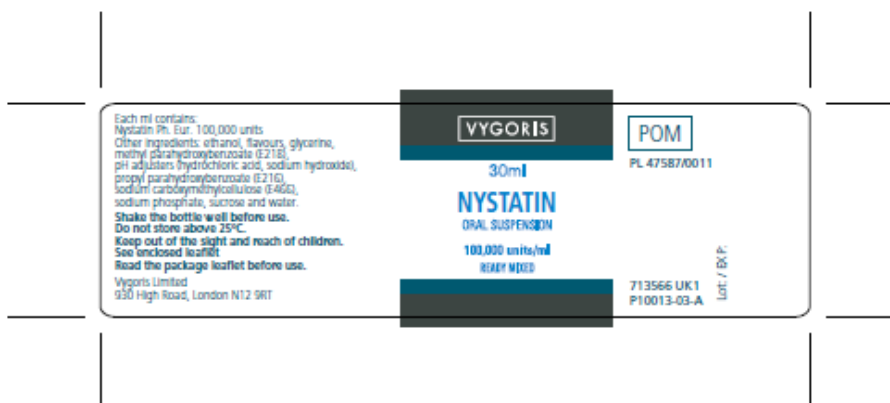 Each ml contains:
Nystatin Ph. Eur. 100,000 units
Other ingredients: ethanol, flavours, glycerine,
methyl parahydroxybenzoate (E218),
pH adjusters (hydrochloric acid, sodium hydroxide),
propyl parahydroxybenzoate (E216),
sodium carboxymethylcellulose (E466),
sodium phosphate, sucrose and water.
Shake the bottle well before use.
Do not store above 25°C.
Keep out of the sight and reach of children.
See enclosed leaflet
Read the package leaflet before use.
Vygoris Limited
930 High Road, London N12 9RT
VYGORIS
30ml
NYSTATIN
ORAL SUSPENSION
100,000 units/ml
READY MIXED
POM
PL 47587/0011
713566 UK1
P10013-03-A
Lot: / EXP: